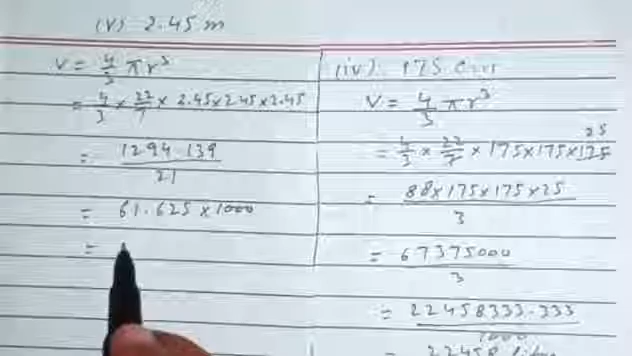 (v) 2.45 m
V = 4/3 πr³
= 4/3 × 22/7 × 2.45×2.45×2.45
= 1294.139/21
= 61.625 × 1000
=
(iv) 175 cm
V = 4/3 πr³
= 4/3 × 22/7 × 175×175×175 25
= 88×175×175×25/3
= 67375000/3
= 22458333.333/1000
= 22458